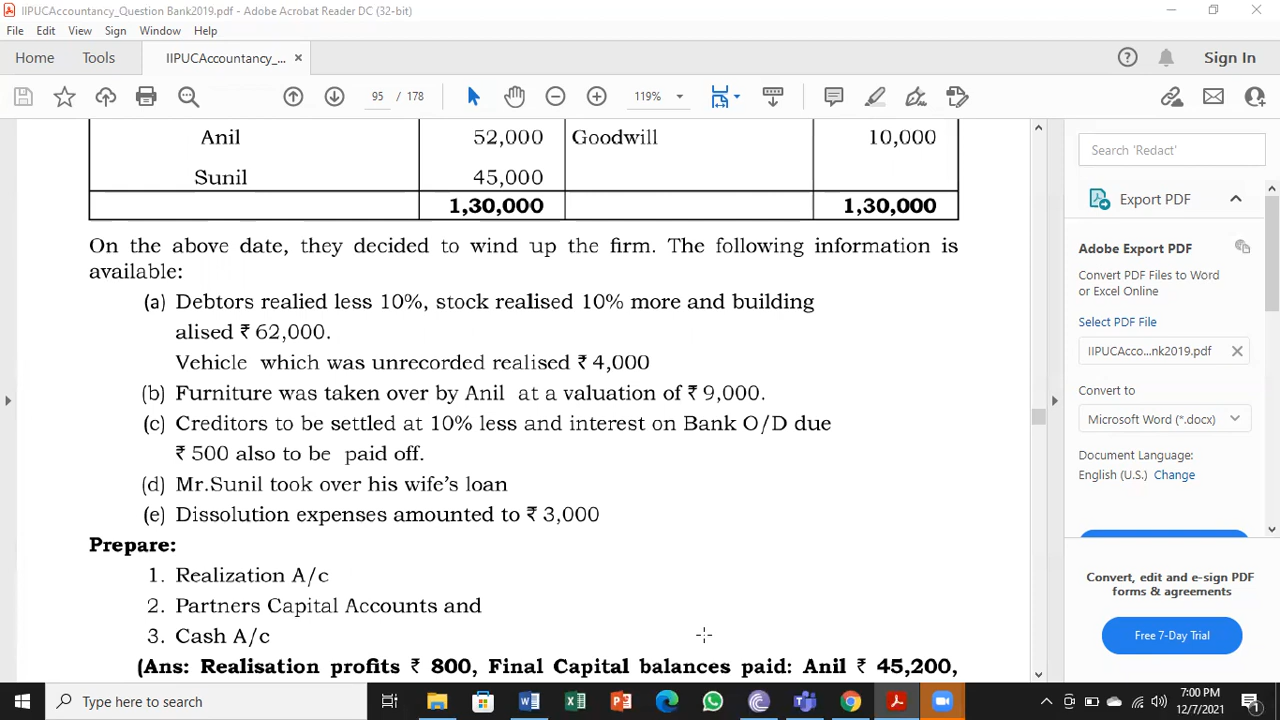 IIPUCAccountancy_Question Bank2019.pdf - Adobe Acrobat Reader DC (32-bit)
File Edit View Sign Window Help
Home Tools IIPUCAccountancy_... × Sign In
95 / 178 119%
Anil 52,000 Goodwill 10,000
Sunil 45,000
1,30,000 1,30,000
On the above date, they decided to wind up the firm. The following information is
available:
(a) Debtors realied less 10%, stock realised 10% more and building
alised ₹ 62,000.
Vehicle which was unrecorded realised ₹ 4,000
(b) Furniture was taken over by Anil at a valuation of ₹ 9,000.
(c) Creditors to be settled at 10% less and interest on Bank O/D due
₹ 500 also to be paid off.
(d) Mr.Sunil took over his wife's loan
(e) Dissolution expenses amounted to ₹ 3,000
Prepare:
1. Realization A/c
2. Partners Capital Accounts and
3. Cash A/c
(Ans: Realisation profits ₹ 800, Final Capital balances paid: Anil ₹ 45,200,
Search 'Redact'
Export PDF
Adobe Export PDF
Convert PDF Files to Word
or Excel Online
Select PDF File
IIPUCAcco...nk2019.pdf
Convert to
Microsoft Word (*.docx)
Document Language:
English (U.S.) Change
Convert, edit and e-sign PDF
forms & agreements
Free 7-Day Trial
Type here to search
7:00 PM
12/7/2021